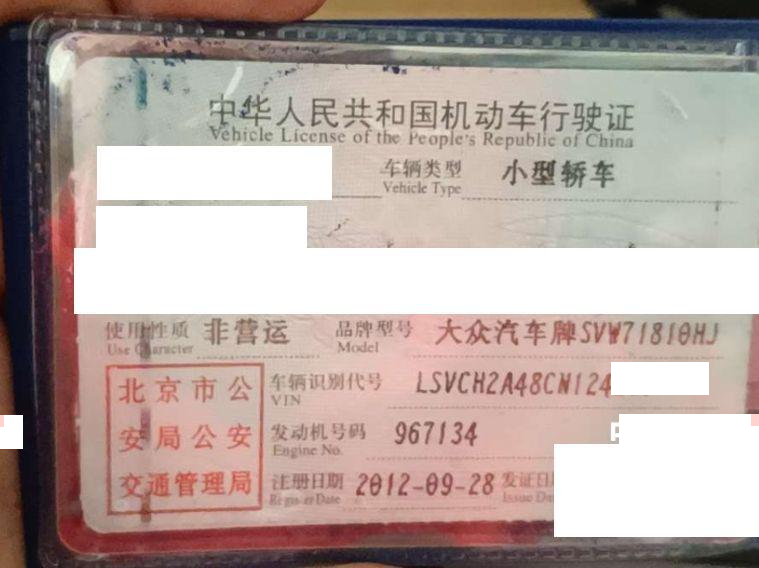 中华人民共和国机动车行驶证
Vehicle License of the People's Republic of China
车辆类型 小型轿车
Vehicle Type
使用性质 非营运 品牌型号 大众汽车牌SVW71810HJ
Use Character Model
北京市公
安局公安
交通管理局
车辆识别代号 LSVCH2A48CN124
VIN
发动机号码 967134
Engine No.
注册日期 2012-09-28 发证日
Register Date Issue